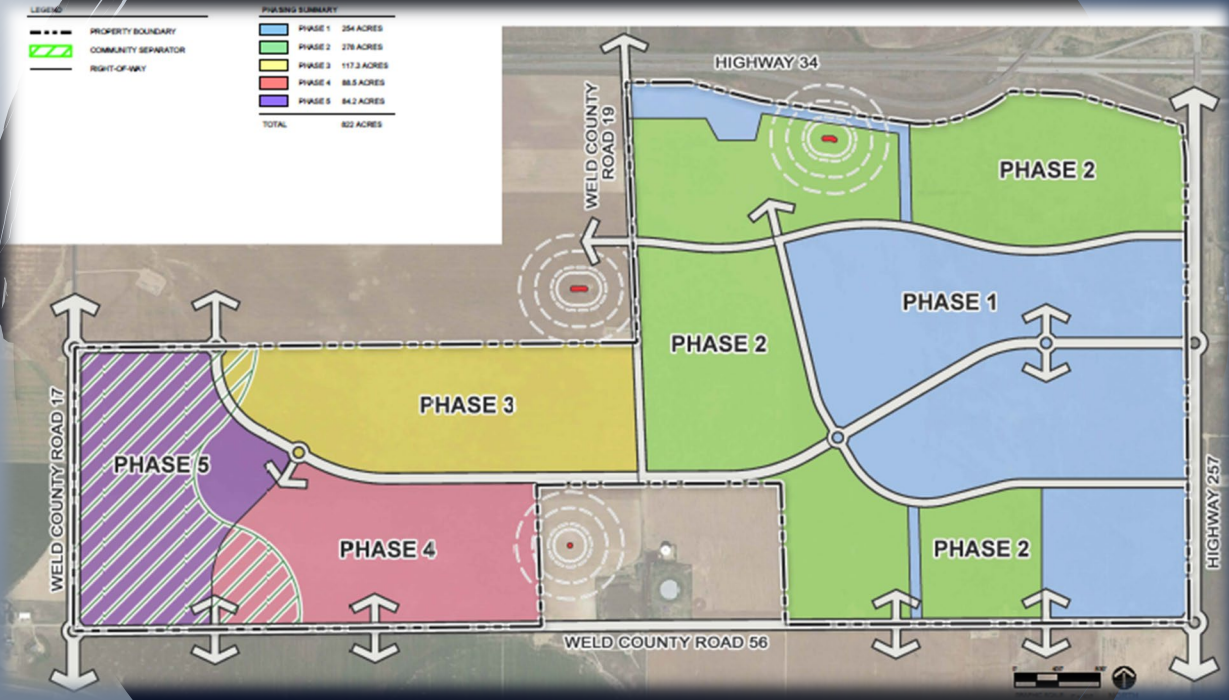 LEGEND
PROPERTY BOUNDARY
COMMUNITY SEPARATOR
RIGHT-OF-WAY
PHASING SUMMARY
PHASE 1 254 ACRES
PHASE 2 278 ACRES
PHASE 3 117.3 ACRES
PHASE 4 88.5 ACRES
PHASE 5 84.2 ACRES
TOTAL 822 ACRES
HIGHWAY 34
WELD COUNTY
ROAD 19
PHASE 2
PHASE 1
PHASE 2
PHASE 3
PHASE 5
WELD COUNTY ROAD 17
PHASE 4
PHASE 2
HIGHWAY 257
WELD COUNTY ROAD 56